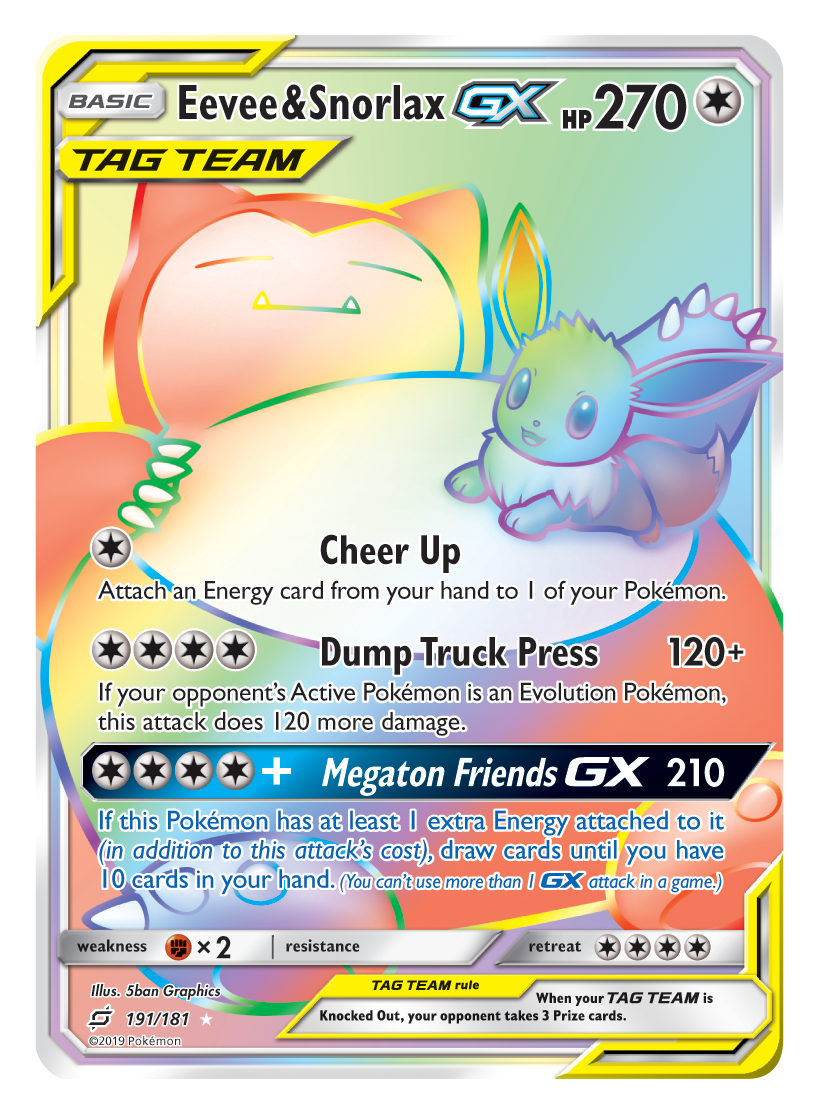 BASIC Eevee&Snorlax GX HP 270
TAG TEAM
Cheer Up
Attach an Energy card from your hand to 1 of your Pokémon.
Dump Truck Press 120+
If your opponent's Active Pokémon is an Evolution Pokémon,
this attack does 120 more damage.
+ Megaton Friends GX 210
If this Pokémon has at least 1 extra Energy attached to it
(in addition to this attack's cost), draw cards until you have
10 cards in your hand. (You can't use more than 1 GX attack in a game.)
weakness ×2 resistance retreat
Illus. 5ban Graphics
TAG TEAM rule
When your TAG TEAM is
Knocked Out, your opponent takes 3 Prize cards.
191/181
©2019 Pokémon